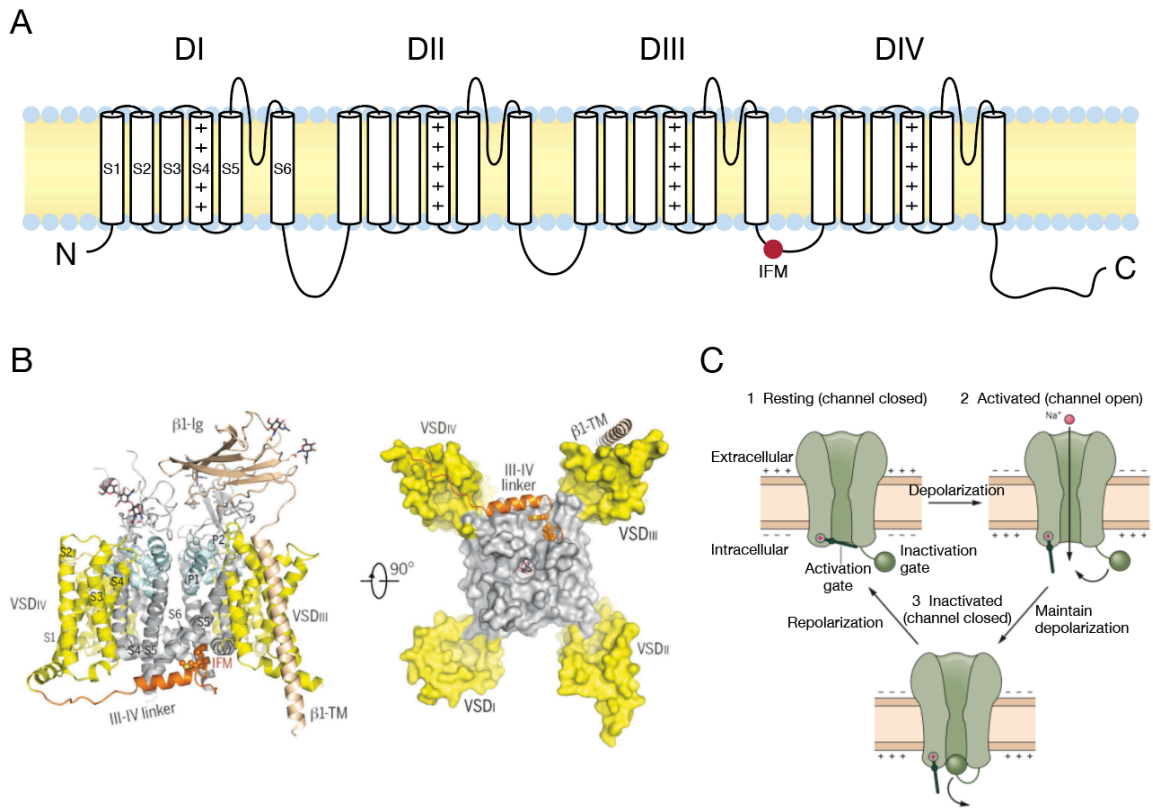 A
DI
DII
DIII
DIV
+ + + +
+ + + + +
+ + + + +
+ + + + +
S1 S2 S3 S4 S5 S6
N
IFM
C
B
β1-Ig
S2
P2
S4
P1
S3
VSDIV
S6
S5
VSDIII
S1
S4-S5
IFM
III-IV linker
β1-TM
90°
VSDIV
β1-TM
III-IV
linker
VSDIII
VSDII
VSDI
C
1 Resting (channel closed)
2 Activated (channel open)
Na+
Extracellular
+ + + +
+ + +
– – –
– – – –
Depolarization
Intracellular
– – –
– – –
+ + +
+ + + +
Activation
gate
Inactivation
gate
3 Inactivated
(channel closed)
Repolarization
Maintain
depolarization
– – – –
– – – –
+ + +
+ + +